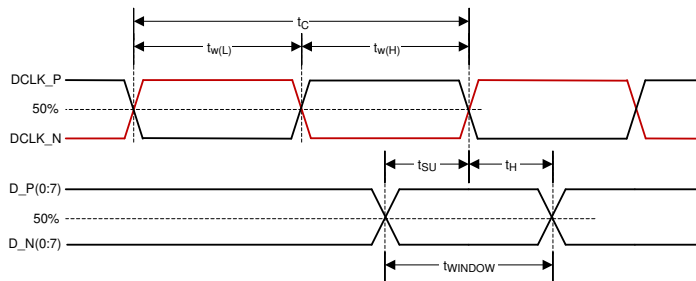 tC
tw(L) tw(H)
DCLK_P
50%
DCLK_N
tSU tH
D_P(0:7)
50%
D_N(0:7)
tWINDOW